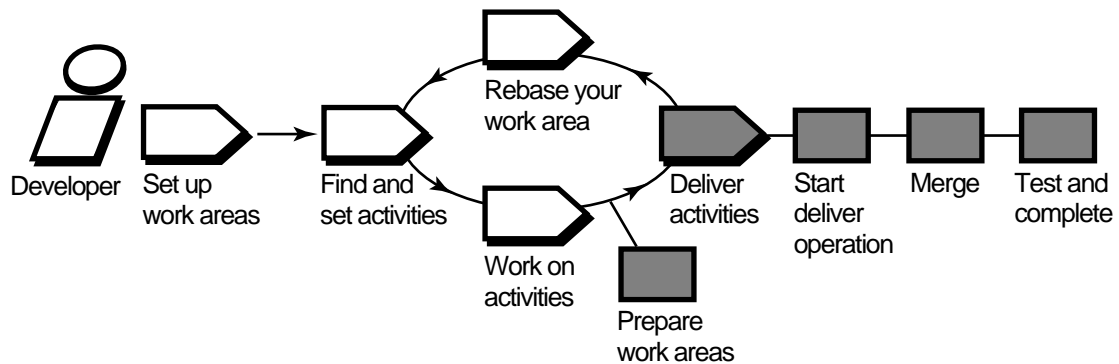 Developer
Set up
work areas
Find and
set activities
Rebase your
work area
Work on
activities
Prepare
work areas
Deliver
activities
Start
deliver
operation
Merge
Test and
complete